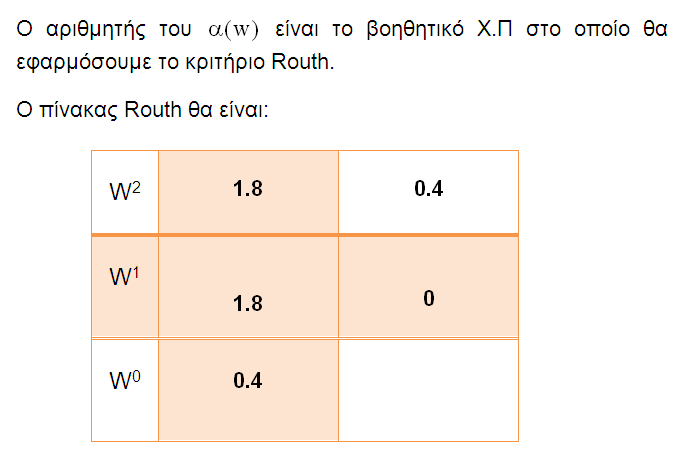 Ο αριθμητής του α(w) είναι το βοηθητικό Χ.Π στο οποίο θα
εφαρμόσουμε το κριτήριο Routh.
Ο πίνακας Routh θα είναι:
W² 1.8 0.4
W¹ 1.8 0
W⁰ 0.4